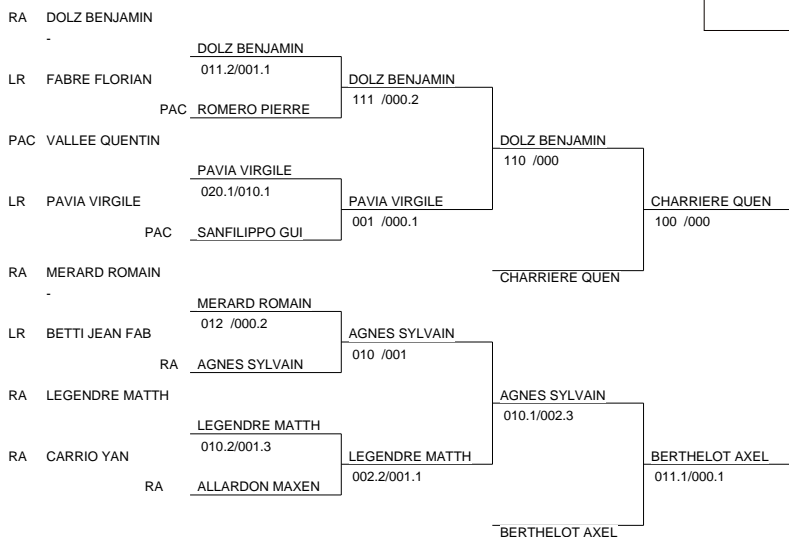 RA DOLZ BENJAMIN
-
DOLZ BENJAMIN
011.2/001.1
LR FABRE FLORIAN
DOLZ BENJAMIN
111 /000.2
PAC ROMERO PIERRE
PAC VALLEE QUENTIN
DOLZ BENJAMIN
110 /000
PAVIA VIRGILE
020.1/010.1
LR PAVIA VIRGILE
PAVIA VIRGILE
001 /000.1
CHARRIERE QUEN
100 /000
PAC SANFILIPPO GUI
RA MERARD ROMAIN
-
CHARRIERE QUEN
MERARD ROMAIN
012 /000.2
LR BETTI JEAN FAB
AGNES SYLVAIN
010 /001
RA AGNES SYLVAIN
RA LEGENDRE MATTH
AGNES SYLVAIN
010.1/002.3
LEGENDRE MATTH
010.2/001.3
RA CARRIO YAN
LEGENDRE MATTH
002.2/001.1
BERTHELOT AXEL
011.1/000.1
RA ALLARDON MAXEN
BERTHELOT AXEL